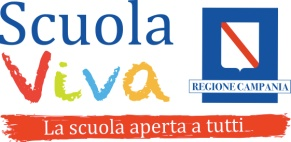 Scuola
viva
REGIONE CAMPANIA
La scuola aperta a tutti